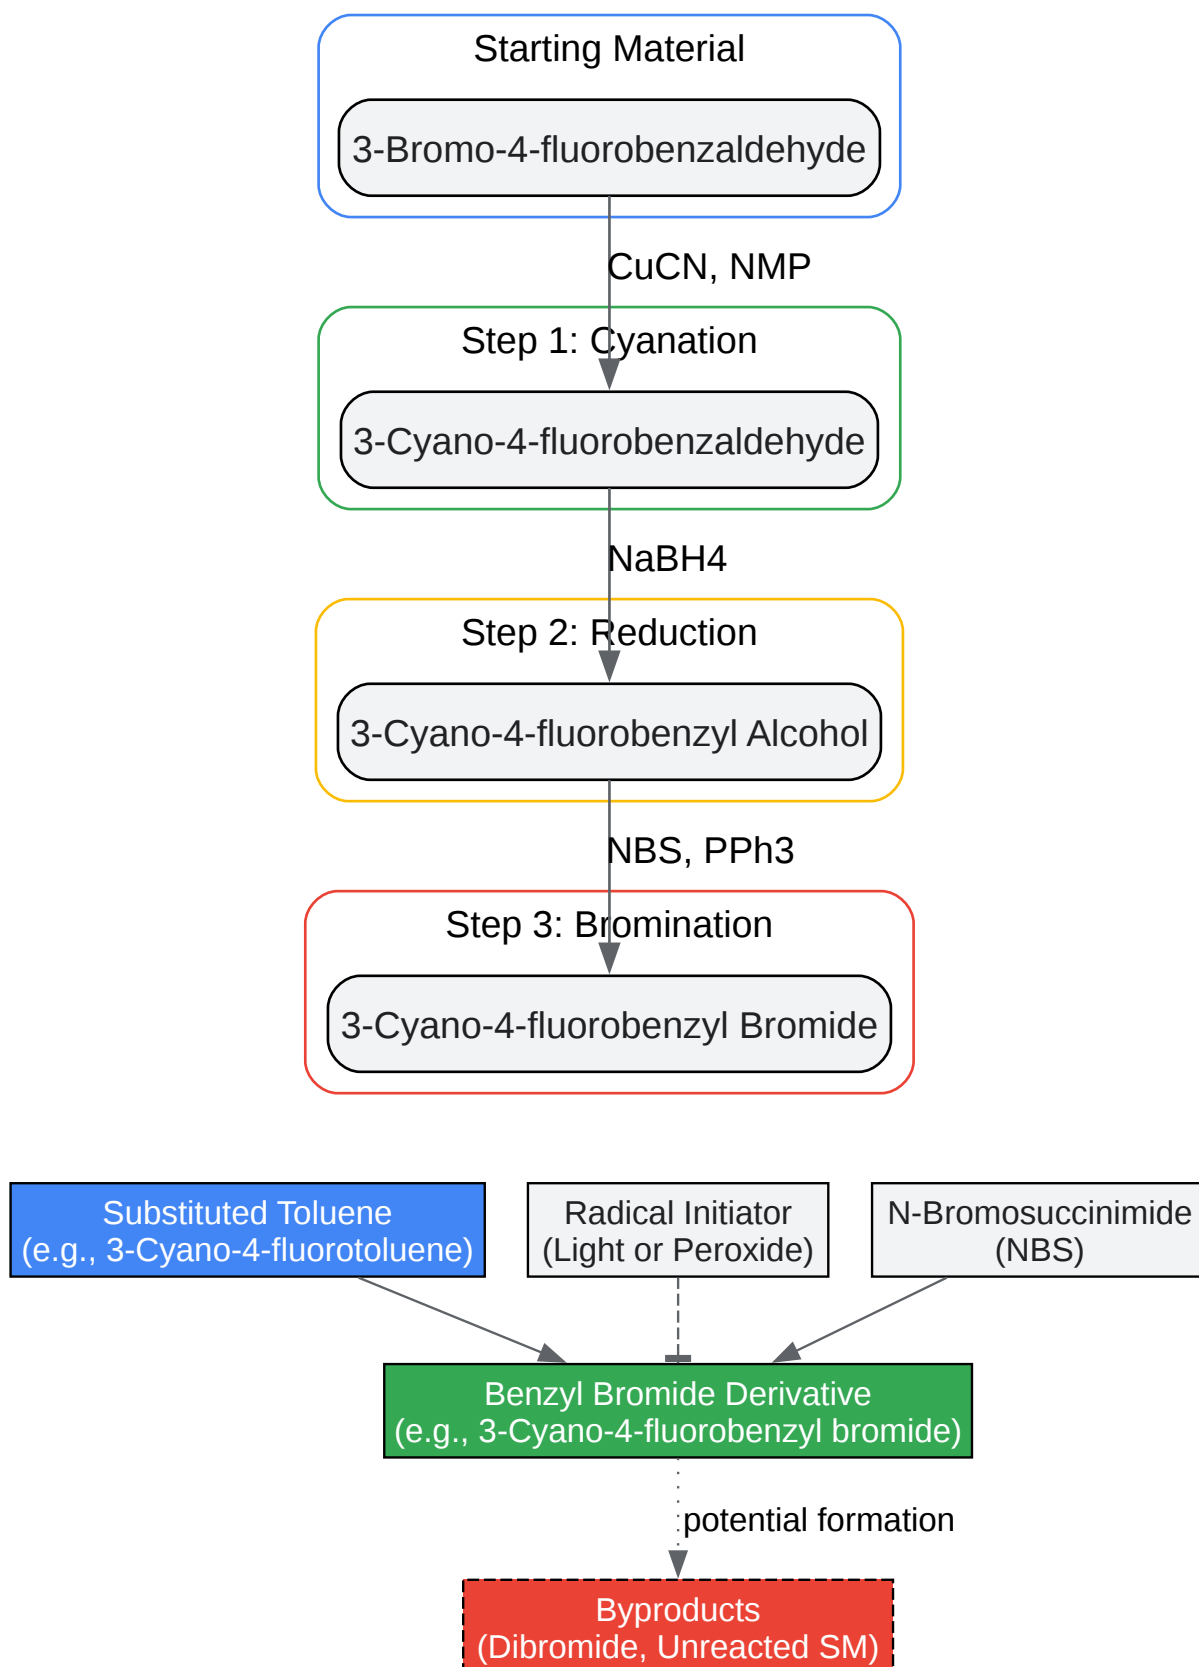 Starting Material
3-Bromo-4-fluorobenzaldehyde
CuCN, NMP
Step 1: Cyanation
3-Cyano-4-fluorobenzaldehyde
NaBH4
Step 2: Reduction
3-Cyano-4-fluorobenzyl Alcohol
NBS, PPh3
Step 3: Bromination
3-Cyano-4-fluorobenzyl Bromide
Substituted Toluene
(e.g., 3-Cyano-4-fluorotoluene)
Radical Initiator
(Light or Peroxide)
N-Bromosuccinimide
(NBS)
Benzyl Bromide Derivative
(e.g., 3-Cyano-4-fluorobenzyl bromide)
potential formation
Byproducts
(Dibromide, Unreacted SM)